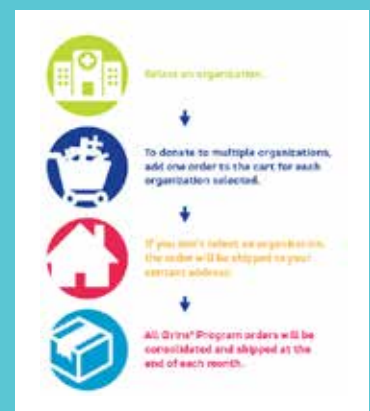 Select an organization.
To donate to multiple organizations,
add one order to the cart for each
organization selected.
If you don't select an organization,
the order will be shipped to your
contact address.
All Grins® Program orders will be
consolidated and shipped at the
end of each month.